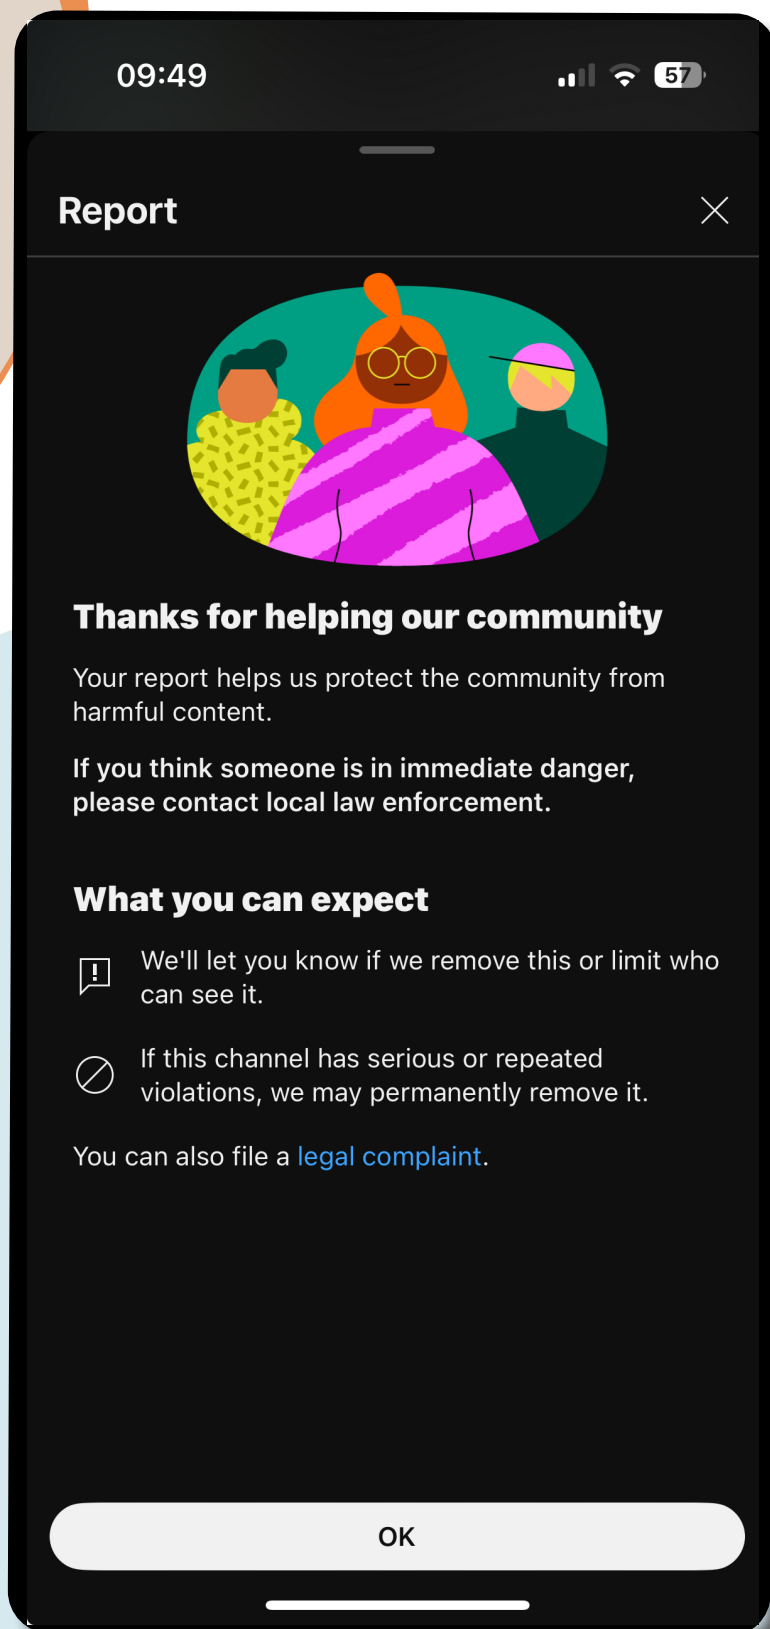 09:49
57
Report
Thanks for helping our community
Your report helps us protect the community from
harmful content.
If you think someone is in immediate danger,
please contact local law enforcement.
What you can expect
We'll let you know if we remove this or limit who
can see it.
If this channel has serious or repeated
violations, we may permanently remove it.
You can also file a legal complaint.
OK